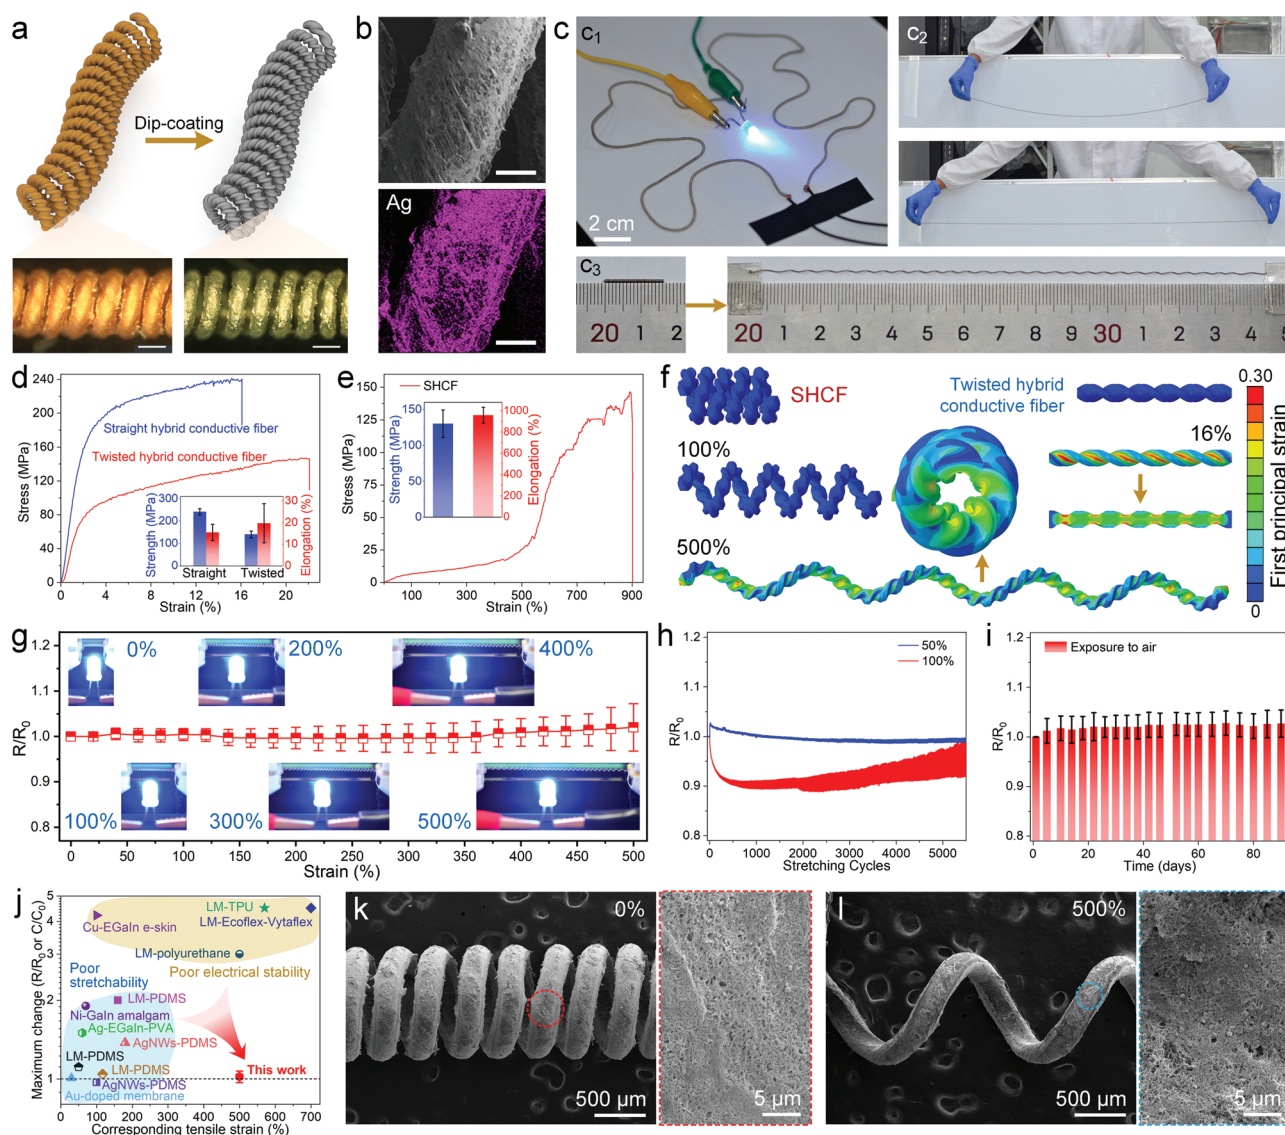 a
Dip-coating
b
Ag
c
C1
2 cm
C2
C3
20 1 2
20 1 2 3 4 5 6 7 8 9 30 1 2 3 4
d
Stress (MPa)
240
200
160
120
80
40
0
Straight hybrid conductive fiber
Twisted hybrid conductive fiber
Strength (MPa)
300
200
100
0
Elongation (%)
30
20
10
0
Straight Twisted
0 4 8 12 16 20
Strain (%)
e
SHCF
Stress (MPa)
150
125
100
75
50
25
0
Strength (MPa)
150
100
50
0
Elongation (%)
1000
800
600
400
200
0
100 300 500 700 900
Strain (%)
f
SHCF
Twisted hybrid
conductive fiber
100%
16%
500%
0.30
First principal strain
0
g
R/R0
1.2
1.1
1.0
0.9
0.8
0%
200%
400%
100%
300%
500%
0 50 100 150 200 250 300 350 400 450 500
Strain (%)
h
50%
100%
R/R0
1.2
1.1
1.0
0.9
0.8
0 1000 2000 3000 4000 5000
Stretching Cycles
i
Exposure to air
R/R0
1.2
1.1
1.0
0.9
0.8
0 20 40 60 80
Time (days)
j
Maximum change (R/R0 or C/C0)
5
4
3
2
1
LM-TPU
Cu-EGaIn e-skin
LM-Ecoflex-Vytaflex
LM-polyurethane
Poor electrical stability
Poor
stretchability
LM-PDMS
Ni-GaIn amalgam
Ag-EGaIn-PVA
AgNWs-PDMS
LM-PDMS
LM-PDMS
This work
AgNWs-PDMS
Au-doped membrane
0 100 200 300 400 500 600 700
Corresponding tensile strain (%)
k
0%
500 μm
5 μm
l
500%
500 μm
5 μm